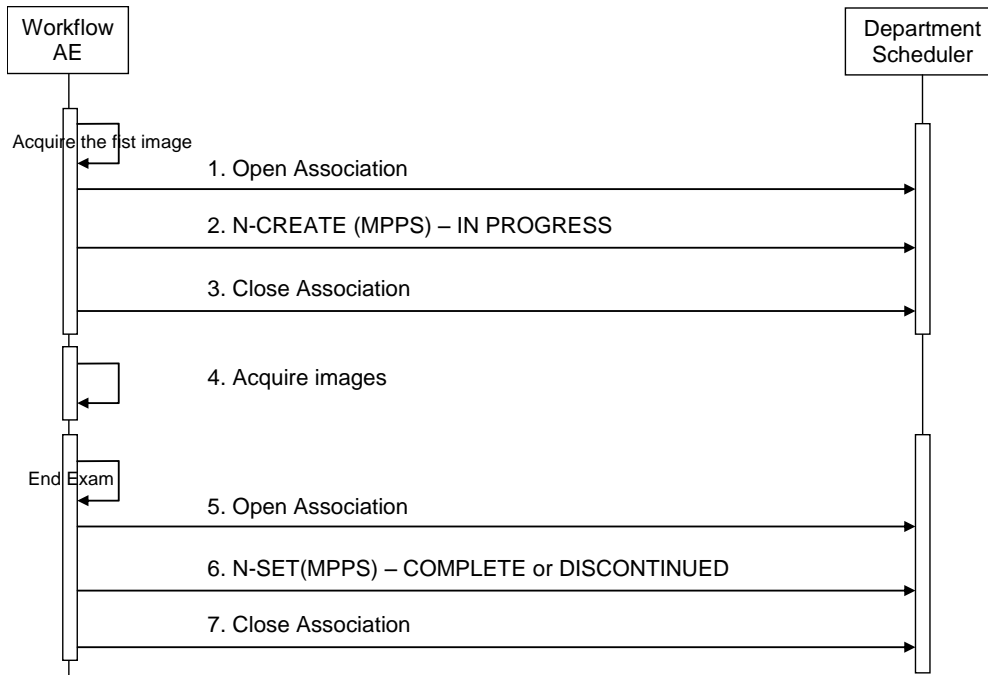 Workflow
AE
Department
Scheduler
Acquire the fist image
1. Open Association
2. N-CREATE (MPPS) – IN PROGRESS
3. Close Association
4. Acquire images
End Exam
5. Open Association
6. N-SET(MPPS) – COMPLETE or DISCONTINUED
7. Close Association